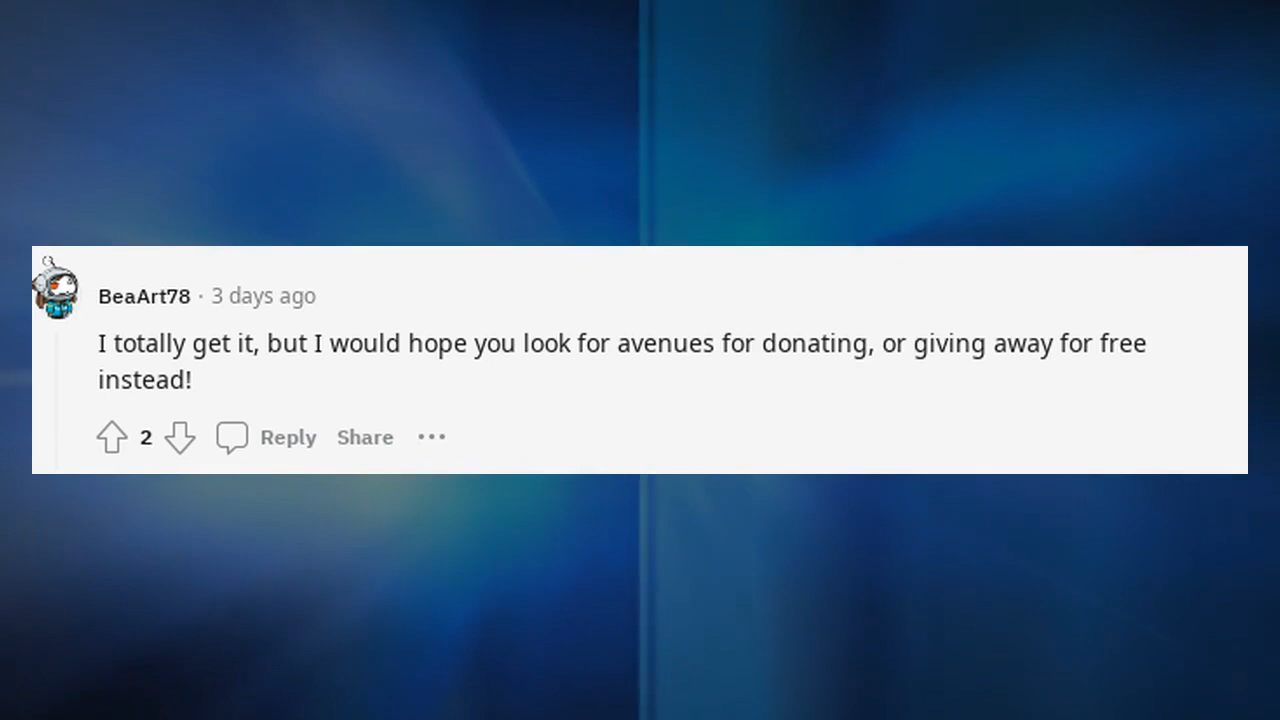 BeaArt78 · 3 days ago
I totally get it, but I would hope you look for avenues for donating, or giving away for free
instead!
2 Reply Share ···